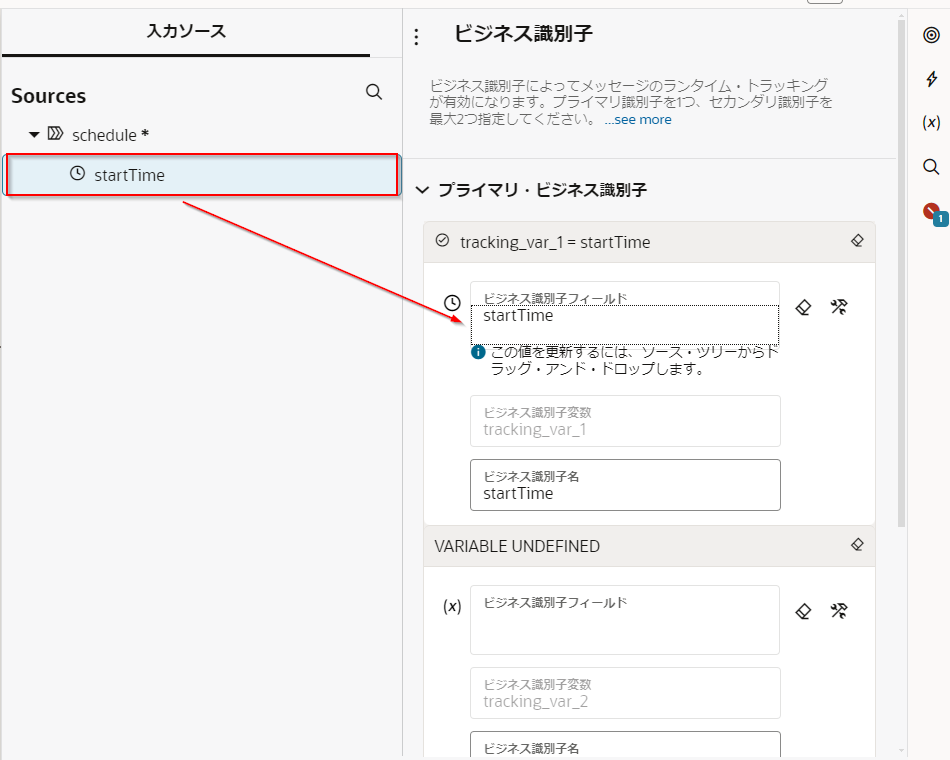 入力ソース
Sources
schedule *
startTime
ビジネス識別子
ビジネス識別子によってメッセージのランタイム・トラッキング
が有効になります。プライマリ識別子を1つ、セカンダリ識別子を
最大2つ指定してください。 ...see more
プライマリ・ビジネス識別子
tracking_var_1 = startTime
ビジネス識別子フィールド
startTime
この値を更新するには、ソース・ツリーからド
ラッグ・アンド・ドロップします。
ビジネス識別子変数
tracking_var_1
ビジネス識別子名
startTime
VARIABLE UNDEFINED
(x)
ビジネス識別子フィールド
ビジネス識別子変数
tracking_var_2
ビジネス識別子名
(x)
1